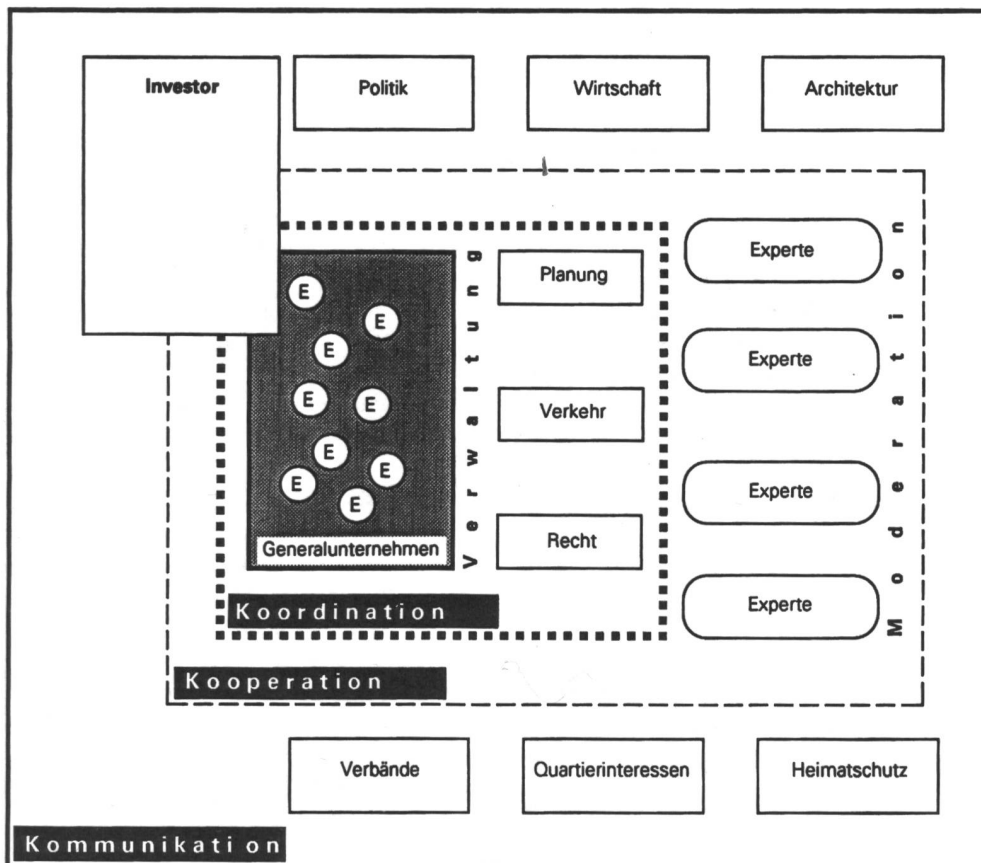 Investor
Politik
Wirtschaft
Architektur
Experte
Experte
Experte
Experte
Moderation
Planung
Verkehr
Recht
Verwaltung
E
E
E
E
E
E
E
E
E
Generalunternehmen
Koordination
Kooperation
Verbände
Quartierinteressen
Heimatschutz
Kommunikation